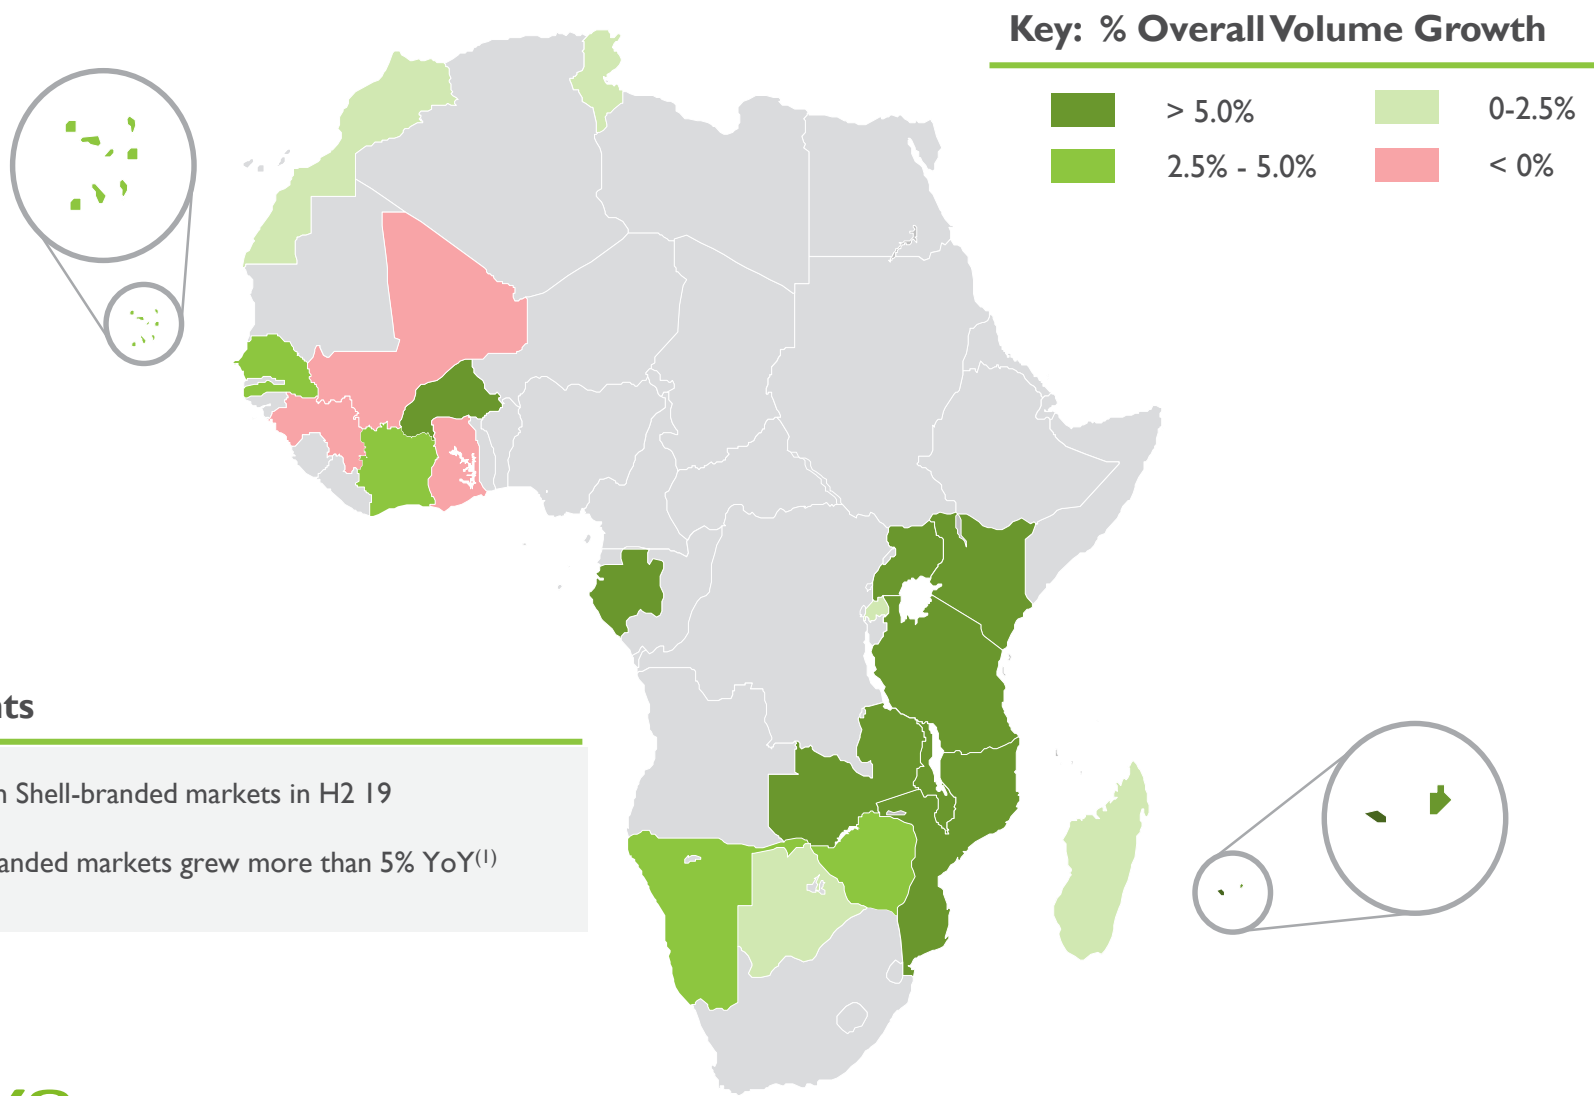 Key: % Overall Volume Growth
> 5.0%
0-2.5%
2.5% - 5.0%
< 0%
nts
n Shell-branded markets in H2 19
anded markets grew more than 5% YoY(1)